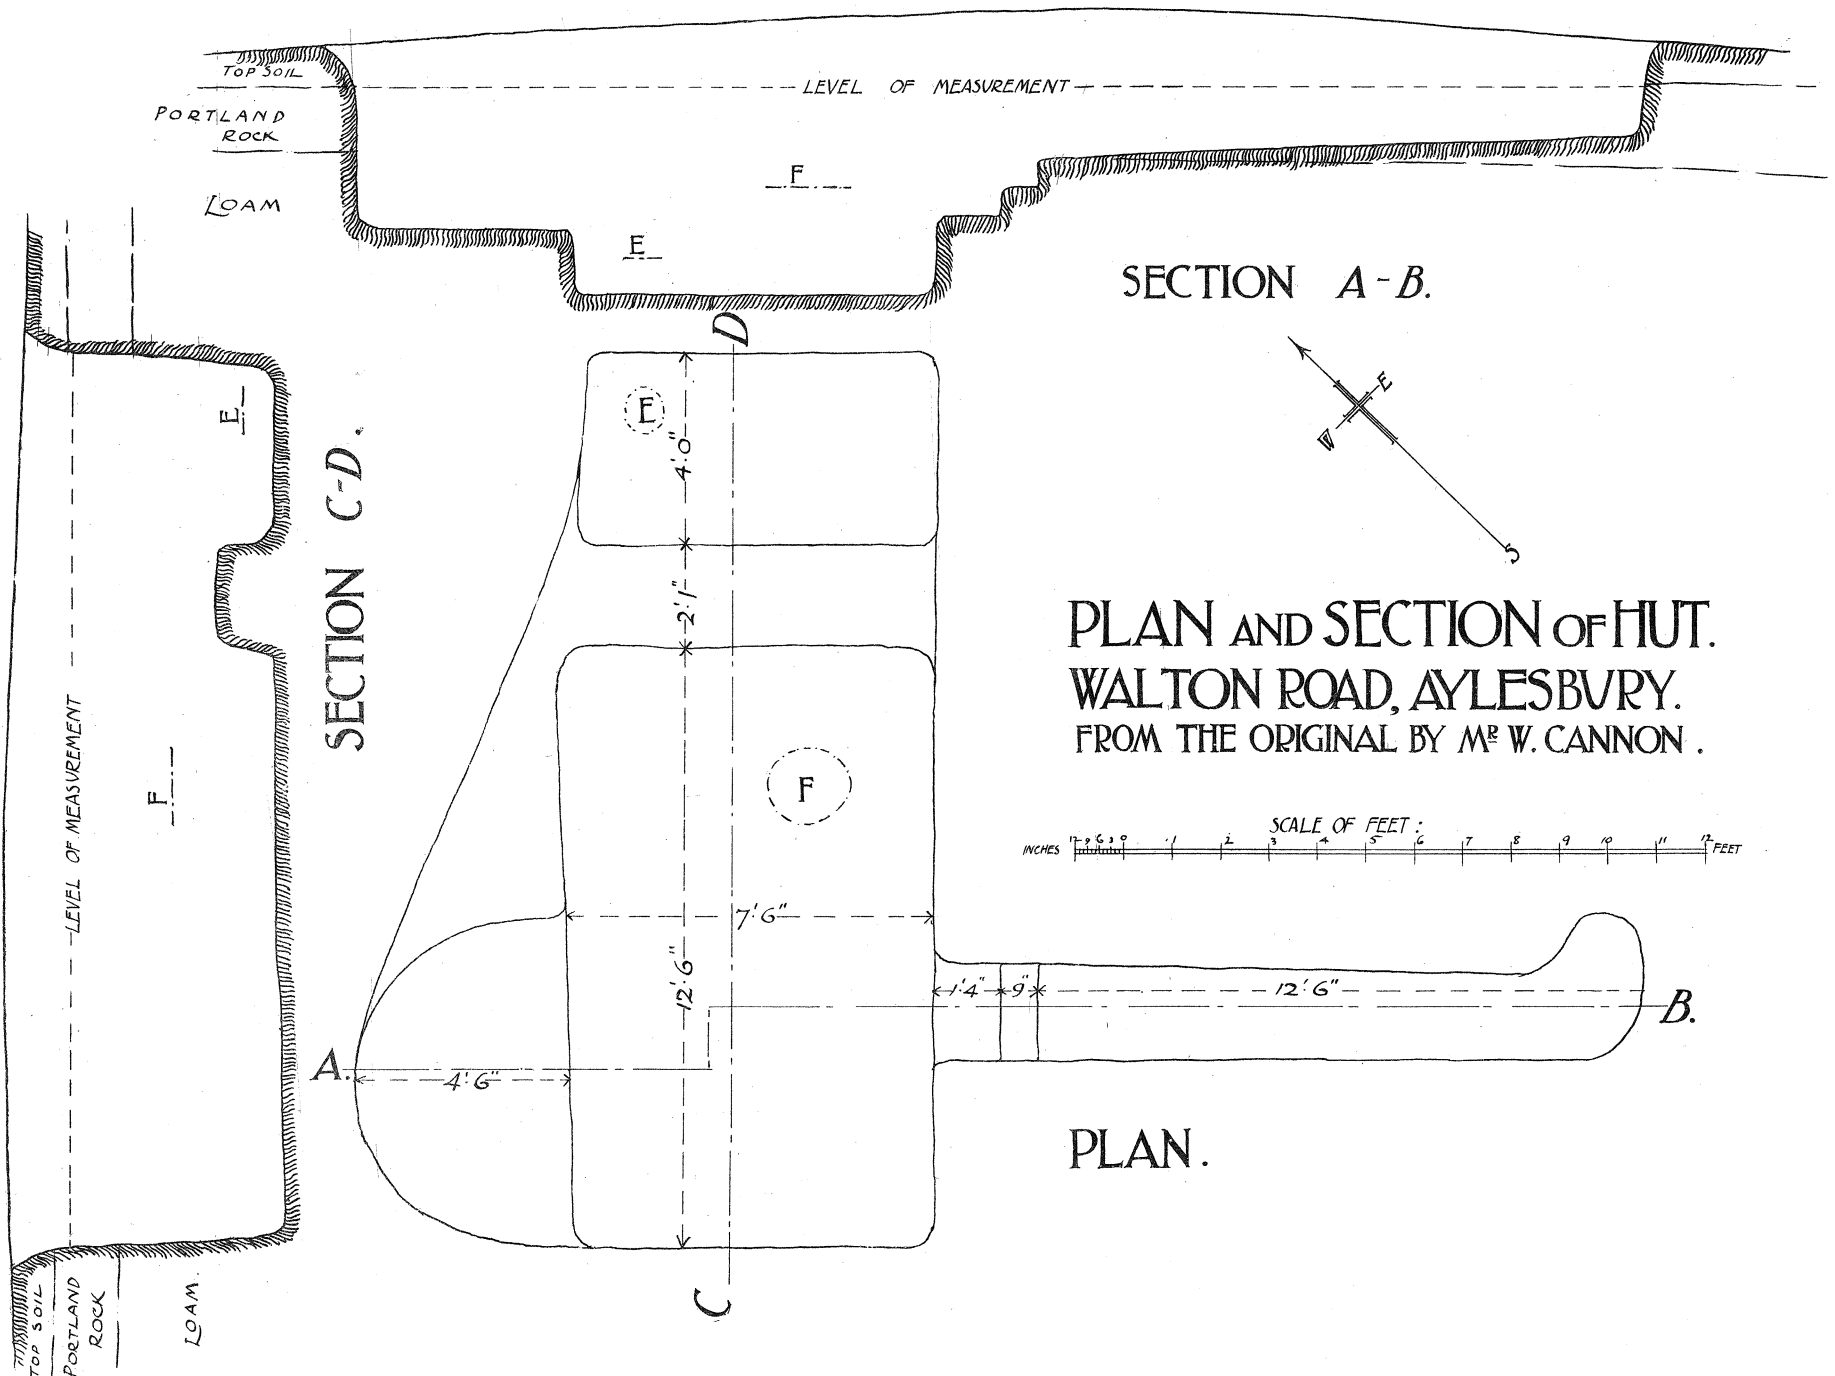 TOP SOIL
LEVEL OF MEASUREMENT
PORTLAND
ROCK
F
LOAM
E
SECTION A-B.
D
E
E
4'.0"
SECTION C-D.
E
W
S
2'.1"
PLAN AND SECTION OF HUT.
WALTON ROAD, AYLESBURY.
FROM THE ORIGINAL BY MR W. CANNON.
LEVEL OF MEASUREMENT
F
F
SCALE OF FEET:
INCHES 12 9 6 3 0 1 2 3 4 5 6 7 8 9 10 11 12 FEET
7'.6"
12'.6"
1'.4" 9" 12'.6"
B.
A.
4'.6"
PLAN.
C
TOP SOIL
PORTLAND
ROCK
LOAM.